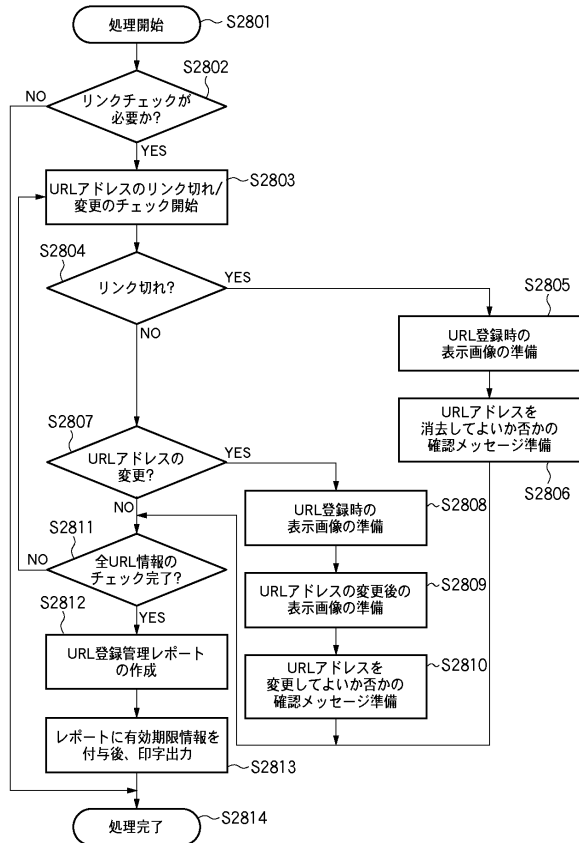 処理開始
S2801
S2802
NO
リンクチェックが
必要か?
YES
S2803
URLアドレスのリンク切れ/
変更のチェック開始
S2804
リンク切れ?
YES
NO
S2805
URL登録時の
表示画像の準備
URLアドレスを
消去してよいか否かの
確認メッセージ準備
S2806
S2807
URLアドレスの
変更?
YES
NO
S2808
URL登録時の
表示画像の準備
S2809
URLアドレスの変更後の
表示画像の準備
S2810
URLアドレスを
変更してよいか否かの
確認メッセージ準備
S2811
NO
全URL情報の
チェック完了?
YES
S2812
URL登録管理レポート
の作成
レポートに有効期限情報を
付与後、印字出力
S2813
処理完了
S2814